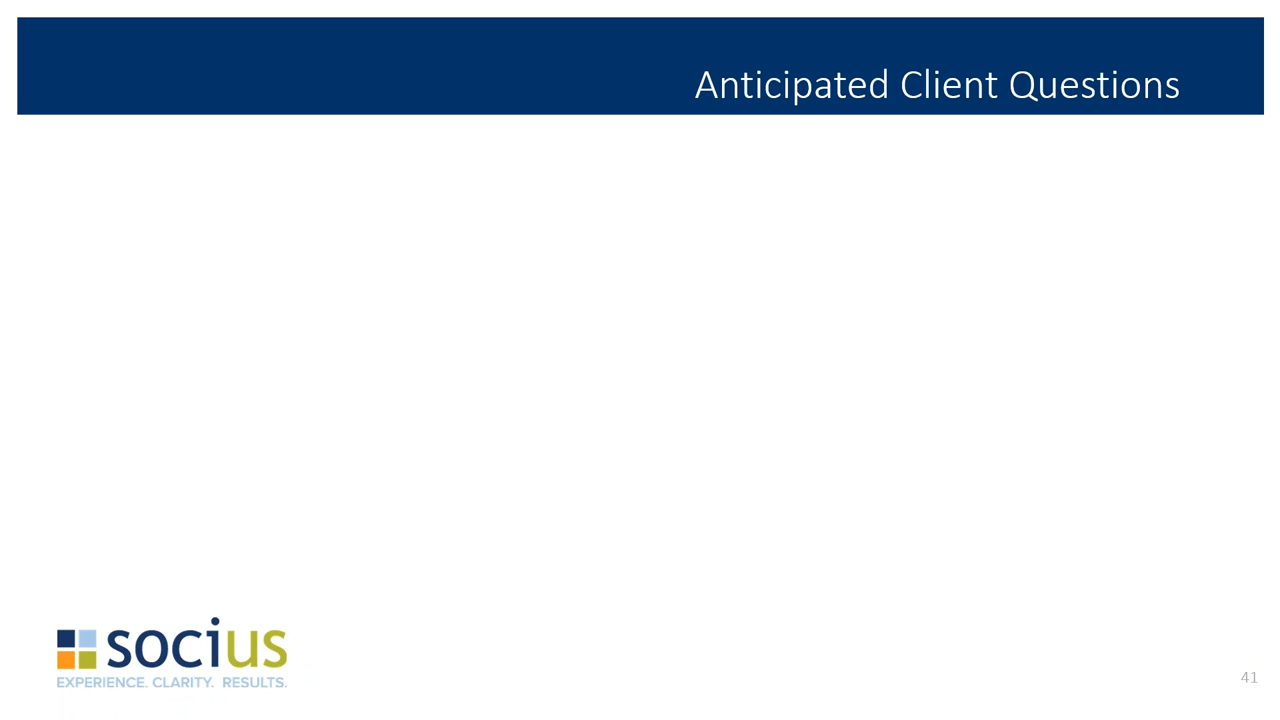 Anticipated Client Questions
socius
EXPERIENCE. CLARITY. RESULTS.
41